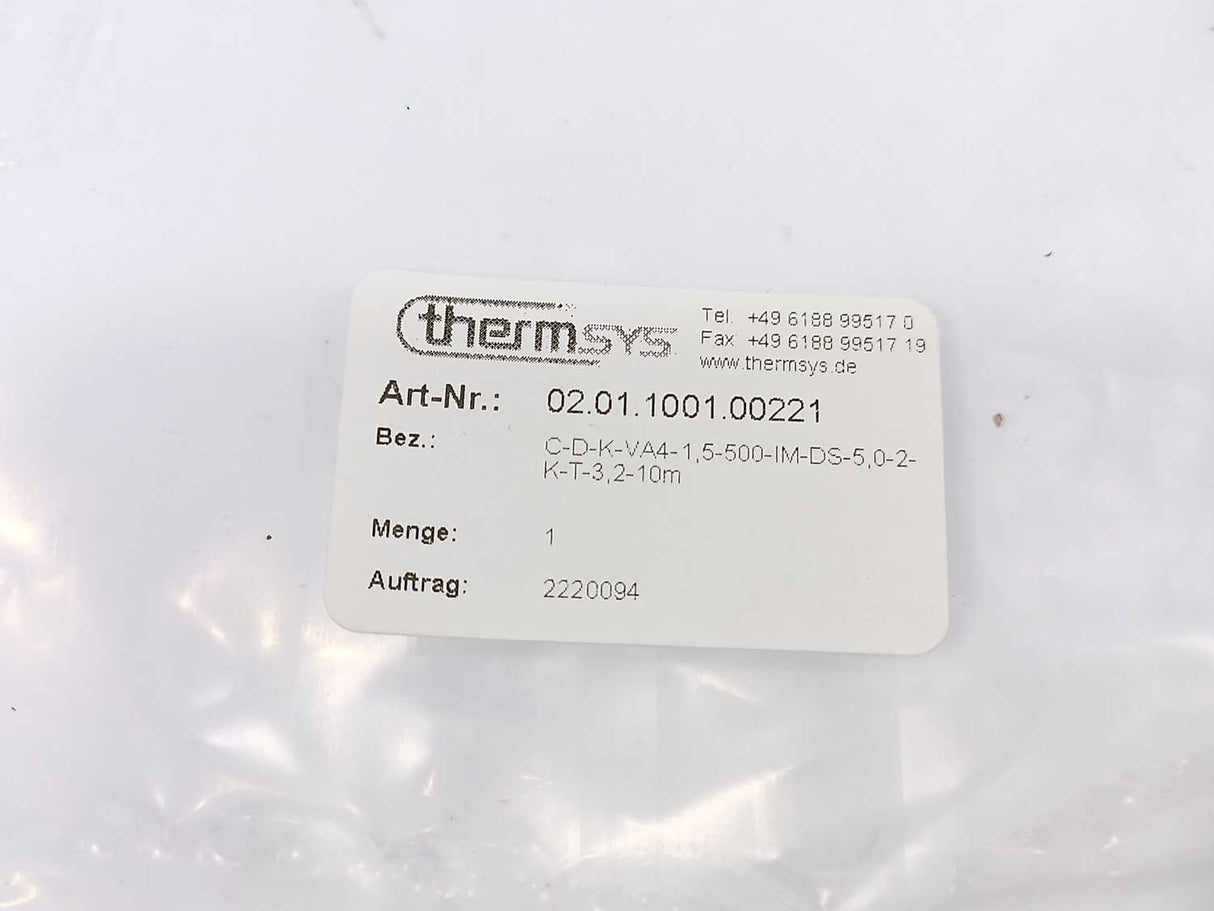 thermsys
Tel. +49 6188 99517 0
Fax +49 6188 99517 19
www.thermsys.de
Art-Nr.: 02.01.1001.00221
Bez.: C-D-K-VA4-1,5-500-IM-DS-5,0-2-
K-T-3,2-10m
Menge: 1
Auftrag: 2220094